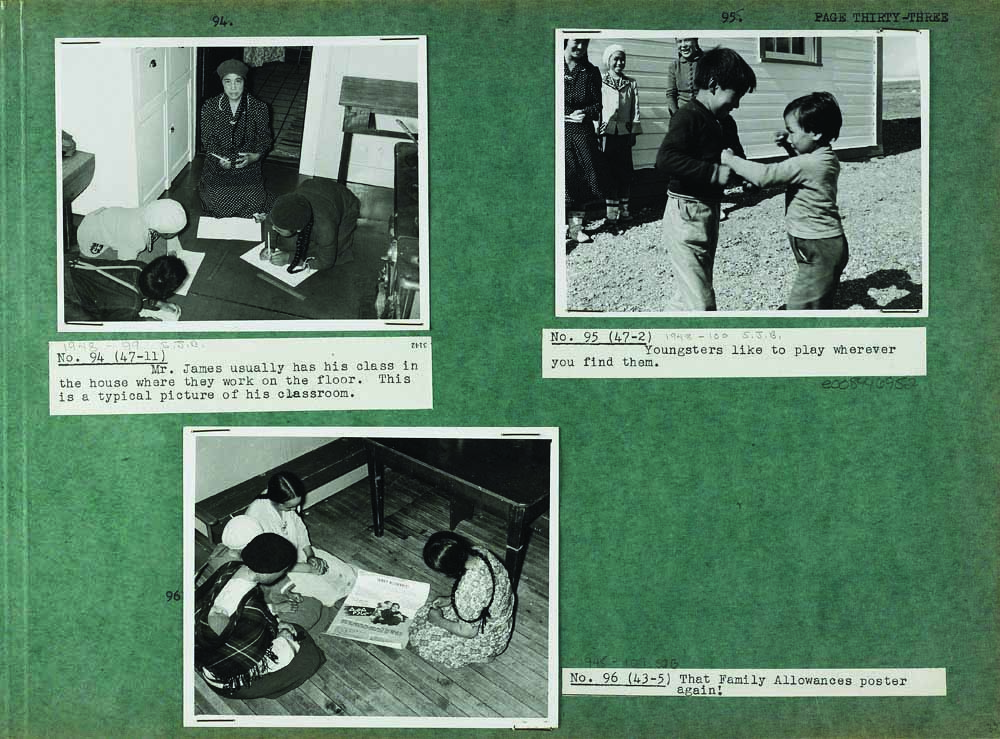 94.
95.
PAGE THIRTY-THREE
1948 - 99 S.J.B.
3142
No. 94 (47-11)
Mr. James usually has his class in
the house where they work on the floor. This
is a typical picture of his classroom.
No. 95 (47-2) 1948 - 100 S.J.B.
Youngsters like to play wherever
you find them.
96
No. 96 (43-5) That Family Allowances poster
again!